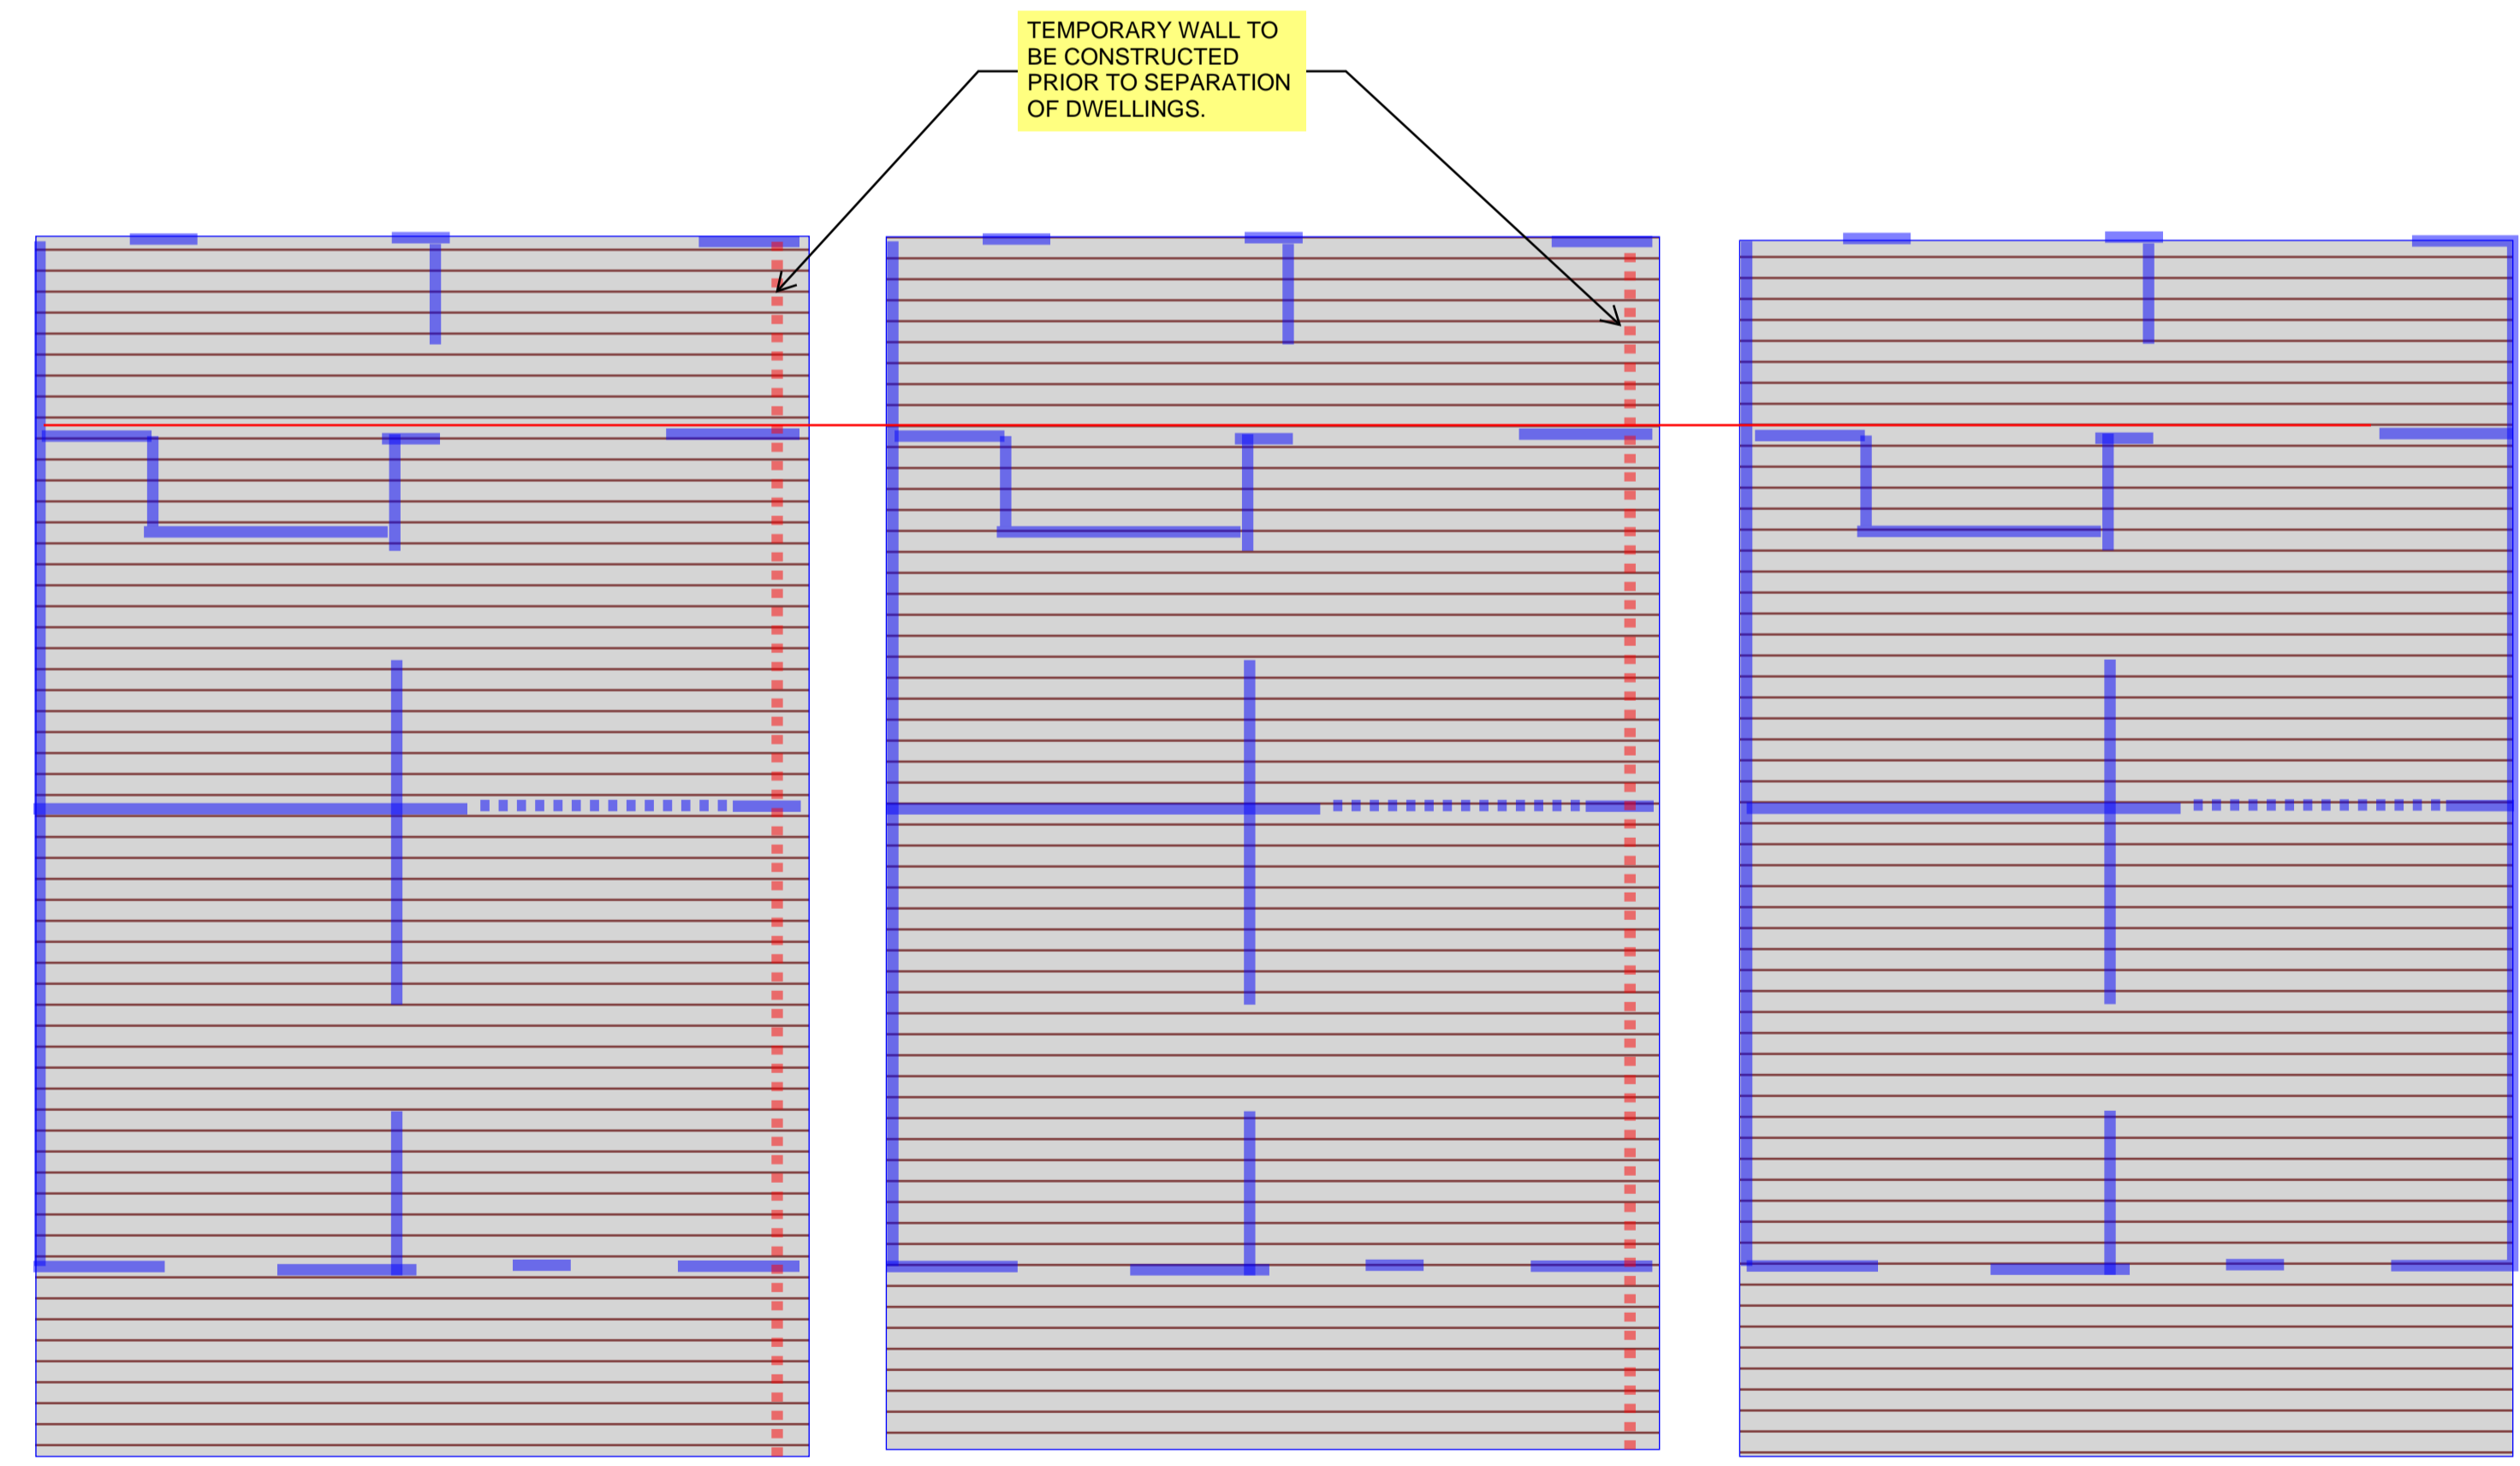 TEMPORARY WALL TO
BE CONSTRUCTED
PRIOR TO SEPARATION
OF DWELLINGS.